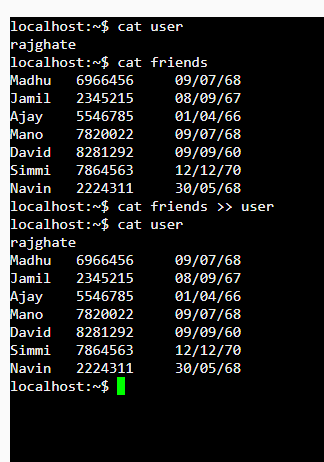 localhost:~$ cat user
rajghate
localhost:~$ cat friends
Madhu 6966456 09/07/68
Jamil 2345215 08/09/67
Ajay 5546785 01/04/66
Mano 7820022 09/07/68
David 8281292 09/09/60
Simmi 7864563 12/12/70
Navin 2224311 30/05/68
localhost:~$ cat friends >> user
localhost:~$ cat user
rajghate
Madhu 6966456 09/07/68
Jamil 2345215 08/09/67
Ajay 5546785 01/04/66
Mano 7820022 09/07/68
David 8281292 09/09/60
Simmi 7864563 12/12/70
Navin 2224311 30/05/68
localhost:~$